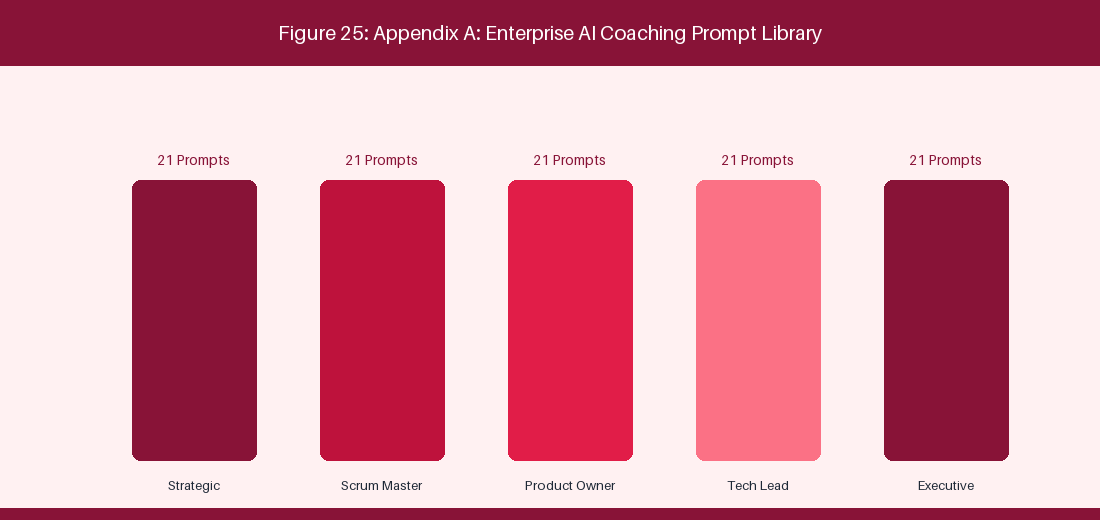 Figure 25: Appendix A: Enterprise AI Coaching Prompt Library
21 Prompts
21 Prompts
21 Prompts
21 Prompts
21 Prompts
Strategic
Scrum Master
Product Owner
Tech Lead
Executive